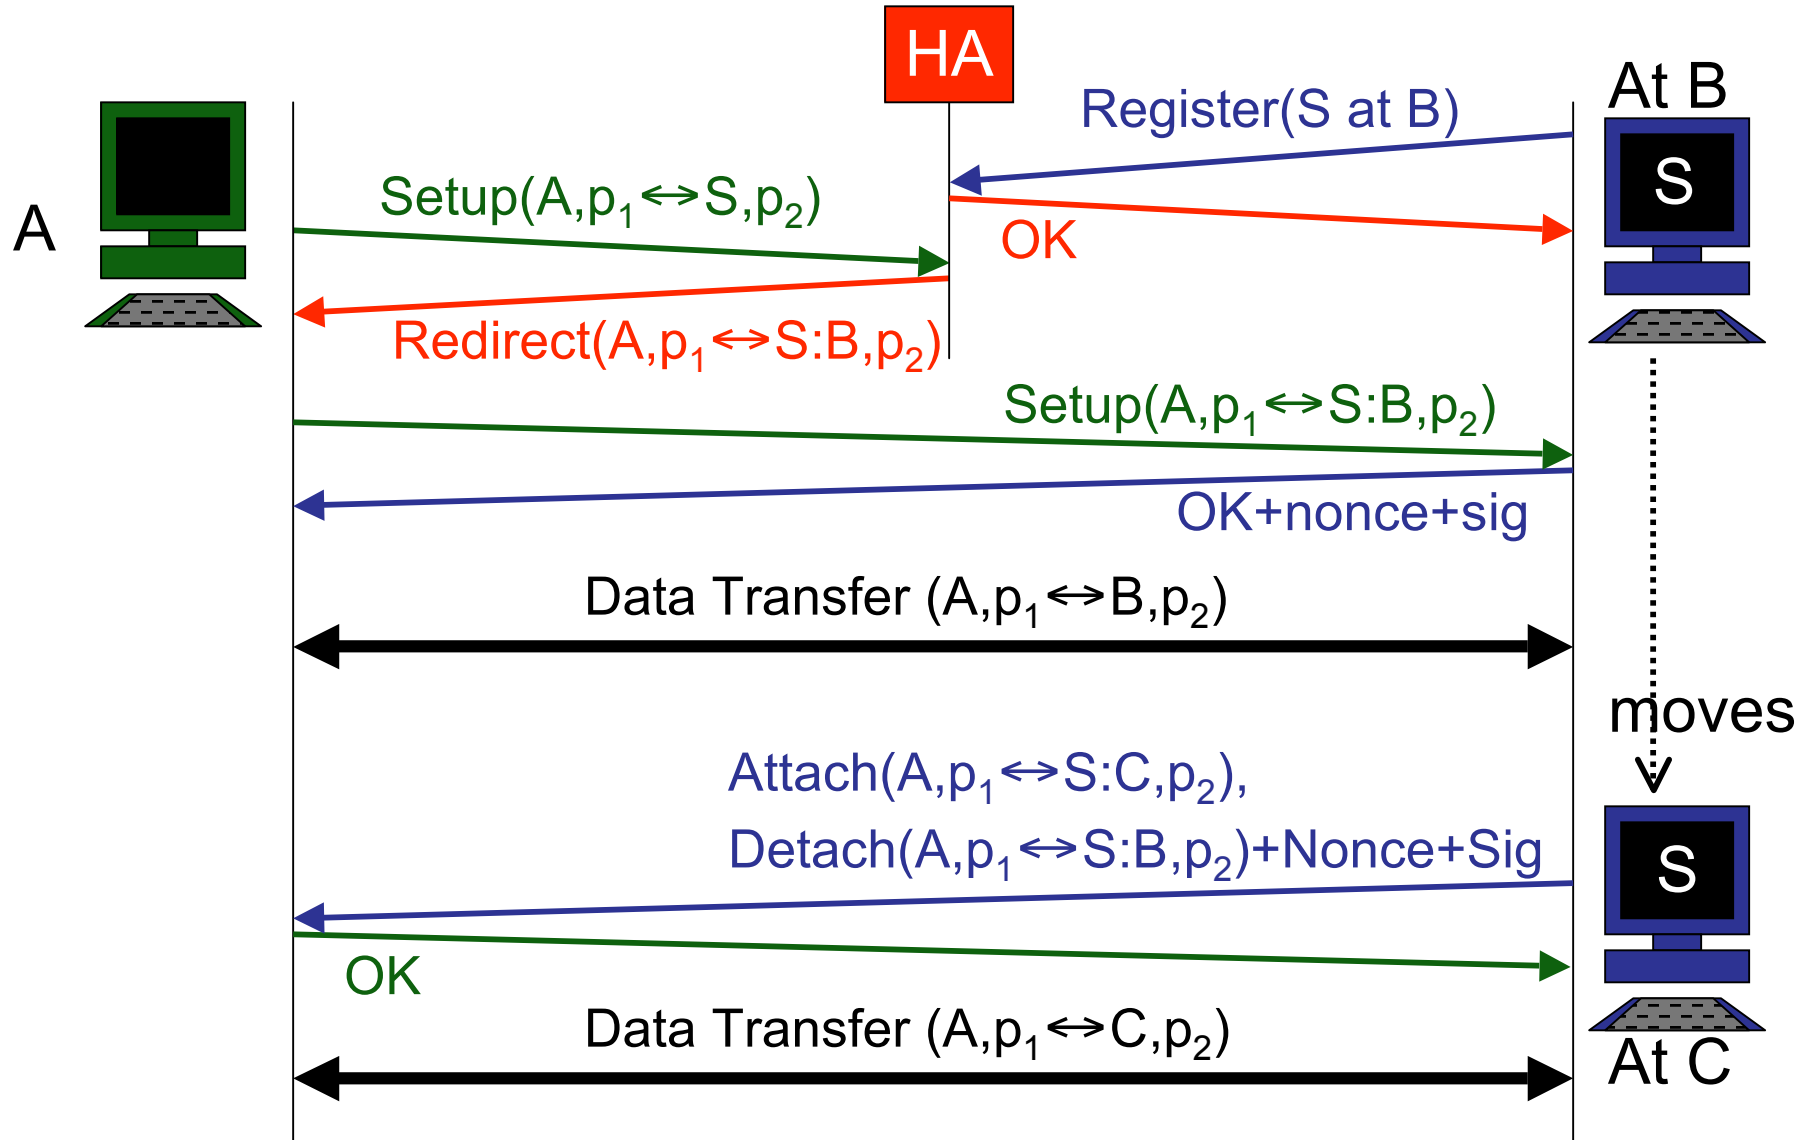 HA
At B
Register(S at B)
S
Setup(A,p₁↔S,p₂)
A
OK
Redirect(A,p₁↔S:B,p₂)
Setup(A,p₁↔S:B,p₂)
OK+nonce+sig
Data Transfer (A,p₁↔B,p₂)
moves
Attach(A,p₁↔S:C,p₂),
Detach(A,p₁↔S:B,p₂)+Nonce+Sig
S
OK
Data Transfer (A,p₁↔C,p₂)
At C